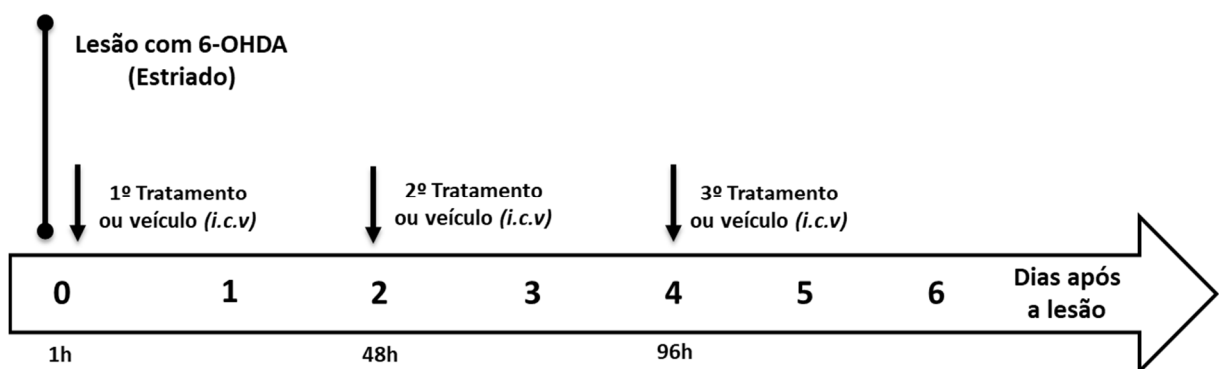 Lesão com 6-OHDA
(Estriado)
1º Tratamento
ou veículo (i.c.v)
2º Tratamento
ou veículo (i.c.v)
3º Tratamento
ou veículo (i.c.v)
0 1 2 3 4 5 6
Dias após
a lesão
1h 48h 96h